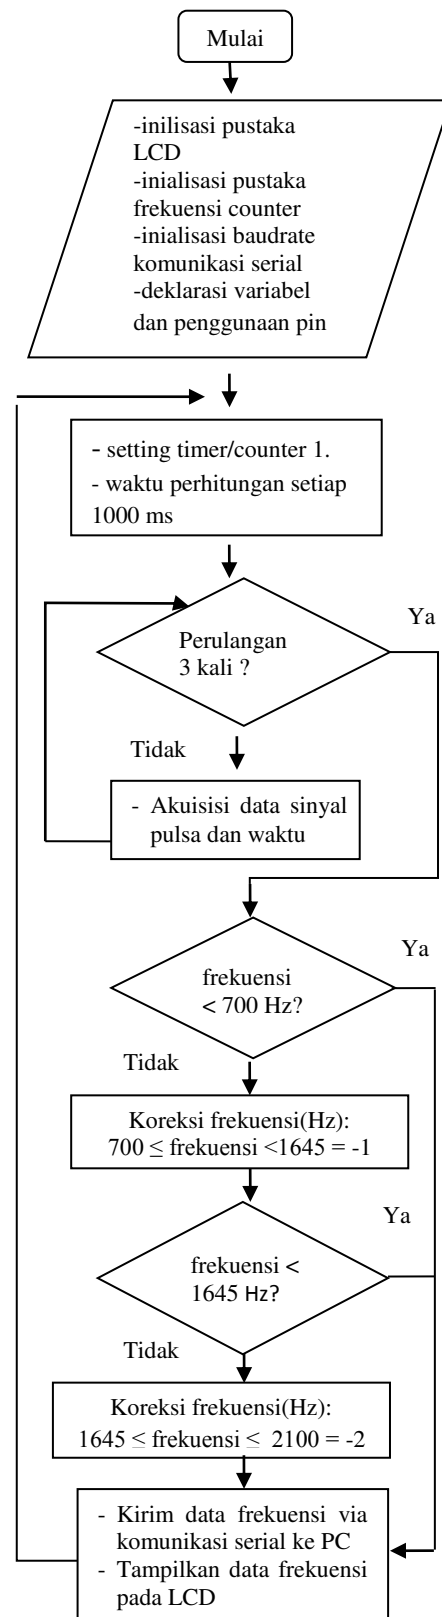 Mulai
-inilisasi pustaka
LCD
-inialisasi pustaka
frekuensi counter
-inialisasi baudrate
komunikasi serial
-deklarasi variabel
dan penggunaan pin
- setting timer/counter 1.
- waktu perhitungan setiap
1000 ms
Ya
Perulangan
3 kali ?
Tidak
- Akuisisi data sinyal
pulsa dan waktu
Ya
frekuensi
< 700 Hz?
Tidak
Koreksi frekuensi(Hz):
700 ≤ frekuensi <1645 = -1
Ya
frekuensi <
1645 Hz?
Tidak
Koreksi frekuensi(Hz):
1645 ≤ frekuensi ≤ 2100 = -2
- Kirim data frekuensi via
komunikasi serial ke PC
- Tampilkan data frekuensi
pada LCD